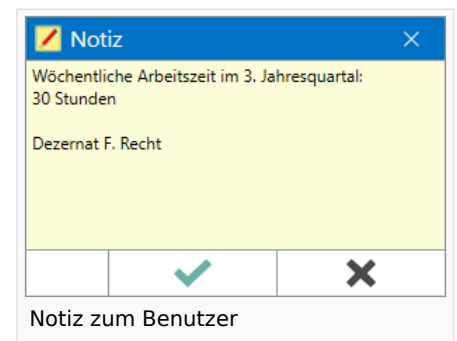 Notiz
Wöchentliche Arbeitszeit im 3. Jahresquartal:
30 Stunden
Dezernat F. Recht
Notiz zum Benutzer